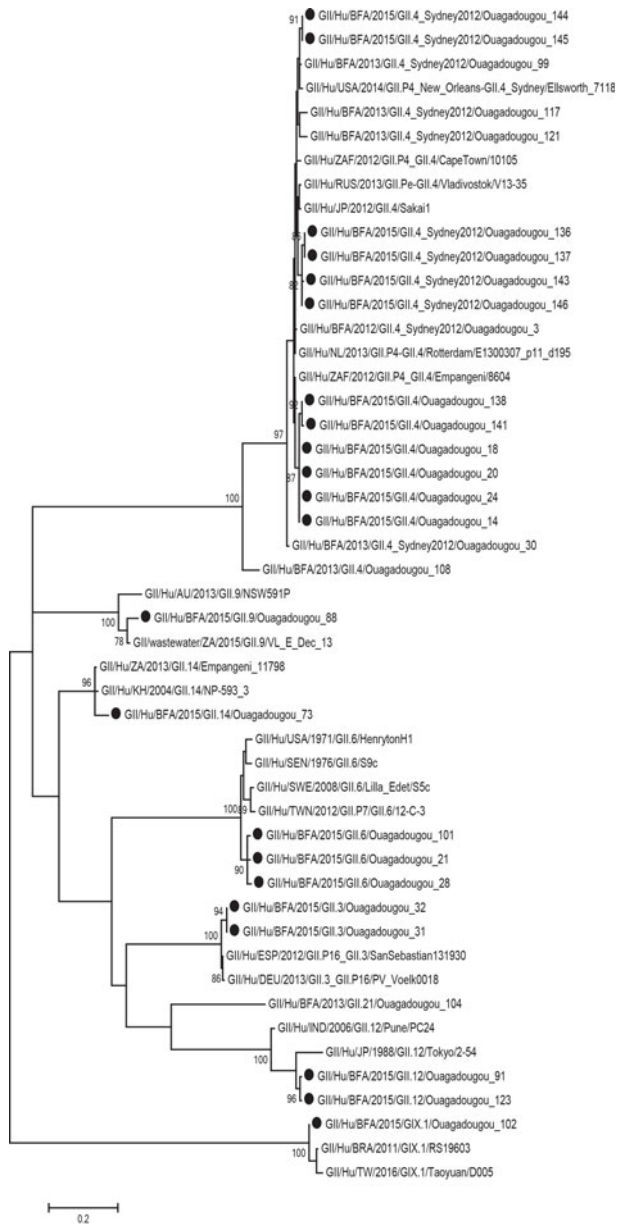 91
GII/Hu/BFA/2015/GII.4_Sydney2012/Ouagadougou_144
GII/Hu/BFA/2015/GII.4_Sydney2012/Ouagadougou_145
GII/Hu/BFA/2013/GII.4_Sydney2012/Ouagadougou_99
GII/Hu/USA/2014/GII.P4_New_Orleans-GII.4_Sydney/Ellsworth_7118
GII/Hu/BFA/2013/GII.4_Sydney2012/Ouagadougou_117
GII/Hu/BFA/2013/GII.4_Sydney2012/Ouagadougou_121
GII/Hu/ZAF/2012/GII.P4_GII.4/CapeTown/10105
GII/Hu/RUS/2013/GII.Pe-GII.4/Vladivostok/V13-35
GII/Hu/JP/2012/GII.4/Sakai1
GII/Hu/BFA/2015/GII.4_Sydney2012/Ouagadougou_136
GII/Hu/BFA/2015/GII.4_Sydney2012/Ouagadougou_137
GII/Hu/BFA/2015/GII.4_Sydney2012/Ouagadougou_143
82
GII/Hu/BFA/2015/GII.4_Sydney2012/Ouagadougou_146
GII/Hu/BFA/2012/GII.4_Sydney2012/Ouagadougou_3
GII/Hu/NL/2013/GII.P4-GII.4/Rotterdam/E1300307_p11_d195
GII/Hu/ZAF/2012/GII.P4_GII.4/Empangeni/8604
92
GII/Hu/BFA/2015/GII.4/Ouagadougou_138
GII/Hu/BFA/2015/GII.4/Ouagadougou_141
97
GII/Hu/BFA/2015/GII.4/Ouagadougou_18
87
GII/Hu/BFA/2015/GII.4/Ouagadougou_20
100
GII/Hu/BFA/2015/GII.4/Ouagadougou_24
GII/Hu/BFA/2015/GII.4/Ouagadougou_14
GII/Hu/BFA/2013/GII.4_Sydney2012/Ouagadougou_30
GII/Hu/BFA/2013/GII.4/Ouagadougou_108
GII/Hu/AU/2013/GII.9/NSW591P
100
GII/Hu/BFA/2015/GII.9/Ouagadougou_88
78
GII/wastewater/ZA/2015/GII.9/VL_E_Dec_13
GII/Hu/ZA/2013/GII.14/Empangeni_11798
96
GII/Hu/KH/2004/GII.14/NP-593_3
GII/Hu/BFA/2015/GII.14/Ouagadougou_73
GII/Hu/USA/1971/GII.6/HenrytonH1
GII/Hu/SEN/1976/GII.6/S9c
GII/Hu/SWE/2008/GII.6/Lilla_Edet/S5c
100
GII/Hu/TWN/2012/GII.P7/GII.6/12-C-3
GII/Hu/BFA/2015/GII.6/Ouagadougou_101
GII/Hu/BFA/2015/GII.6/Ouagadougou_21
90
GII/Hu/BFA/2015/GII.6/Ouagadougou_28
94
GII/Hu/BFA/2015/GII.3/Ouagadougou_32
100
GII/Hu/BFA/2015/GII.3/Ouagadougou_31
GII/Hu/ESP/2012/GII.P16_GII.3/SanSebastian131930
86
GII/Hu/DEU/2013/GII.3_GII.P16/PV_Voelk0018
GII/Hu/BFA/2013/GII.21/Ouagadougou_104
GII/Hu/IND/2006/GII.12/Pune/PC24
100
GII/Hu/JP/1988/GII.12/Tokyo/2-54
GII/Hu/BFA/2015/GII.12/Ouagadougou_91
96
GII/Hu/BFA/2015/GII.12/Ouagadougou_123
GII/Hu/BFA/2015/GIX.1/Ouagadougou_102
100
GII/Hu/BRA/2011/GIX.1/RS19603
GII/Hu/TW/2016/GIX.1/Taoyuan/D005
0.2